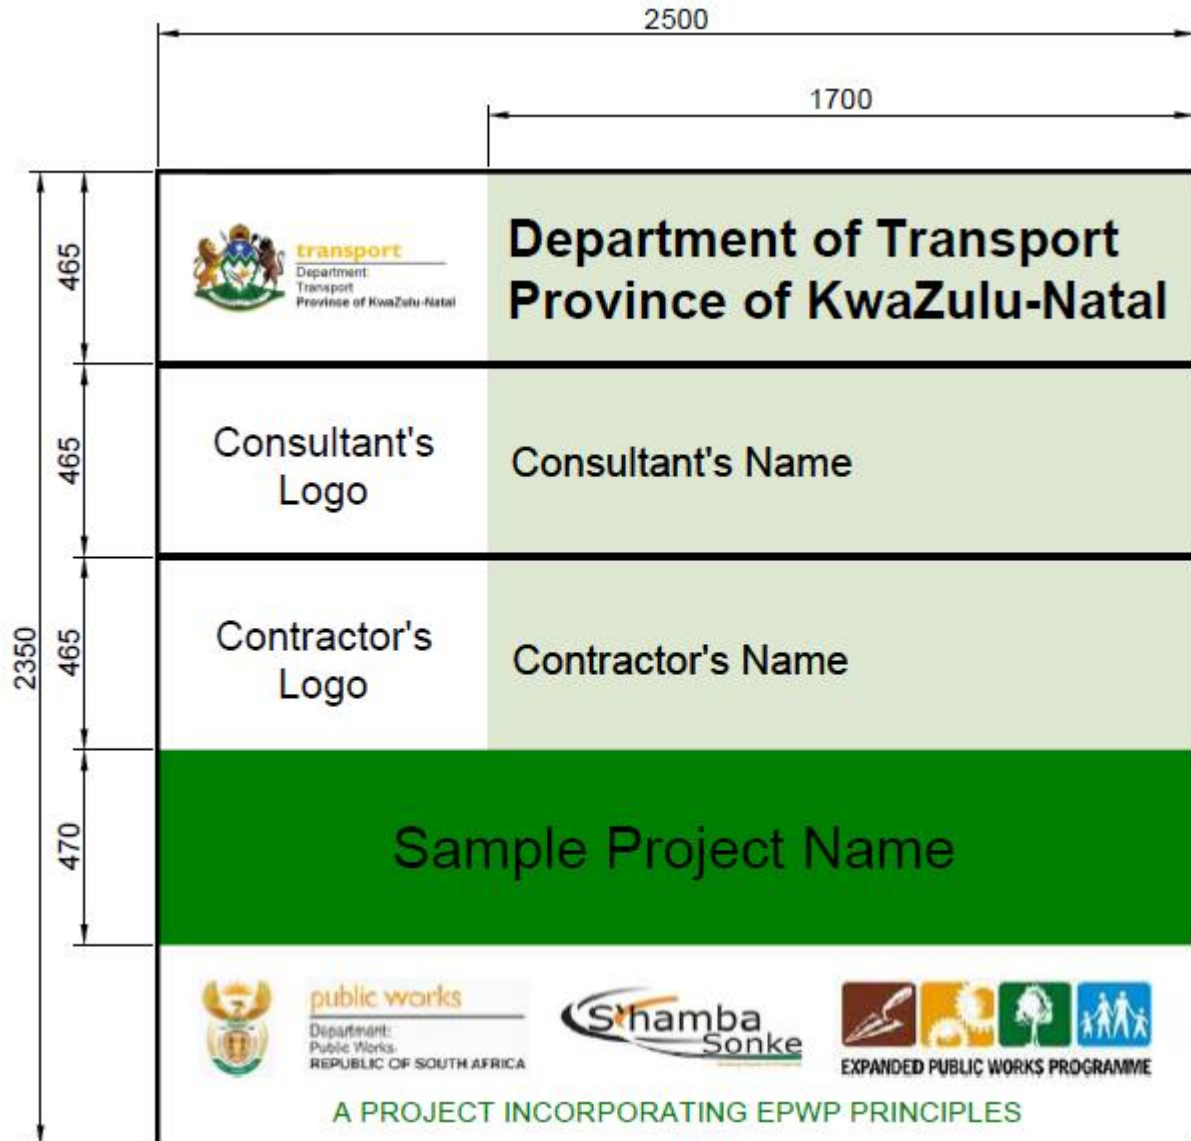 2500
1700
465
transport
Department
Transport
Province of KwaZulu-Natal
Department of Transport
Province of KwaZulu-Natal
465
Consultant's
Logo
Consultant's Name
2350
465
Contractor's
Logo
Contractor's Name
470
Sample Project Name
public works
Department:
Public Works
REPUBLIC OF SOUTH AFRICA
S'hamba
Sonke
EXPANDED PUBLIC WORKS PROGRAMME
A PROJECT INCORPORATING EPWP PRINCIPLES